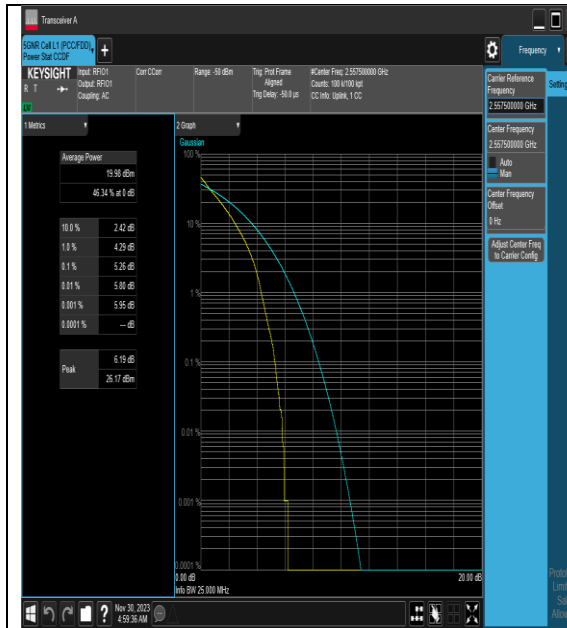 Transceiver A
5GNR Cell L1 (PCC/FDD)
Power Stat CCDF
+
Frequency
KEYSIGHT
R T
Input: RFIO1
Output: RFIO1
Coupling: AC
Corr CCorr
Range: -50 dBm
Trig: Prot Frame
Aligned
Trig Delay: -50.0 µs
#Center Freq: 2.557500000 GHz
Counts: 100 k/100 kpt
CC Info: Uplink, 1 CC
Carrier Reference
Frequency
2.557500000 GHz
Setting
Center Frequency
2.557500000 GHz
Auto
Man
Center Frequency
Offset
0 Hz
Adjust Center Freq
to Carrier Config
1 Metrics
Average Power
19.98 dBm
46.34 % at 0 dB
10.0 % 2.42 dB
1.0 % 4.29 dB
0.1 % 5.26 dB
0.01 % 5.80 dB
0.001 % 5.95 dB
0.0001 % --- dB
Peak
6.19 dB
26.17 dBm
2 Graph
Gaussian
100 %
10 %
1 %
0.1 %
0.01 %
0.001 %
0.0001 %
0.00 dB
20.00 dB
Info BW 25.000 MHz
Nov 30, 2023
4:59:36 AM
?